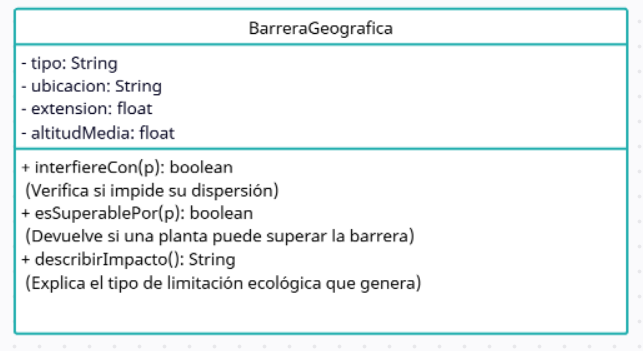 BarreraGeografica
- tipo: String
- ubicacion: String
- extension: float
- altitudMedia: float
+ interfiereCon(p): boolean
(Verifica si impide su dispersión)
+ esSuperablePor(p): boolean
(Devuelve si una planta puede superar la barrera)
+ describirImpacto(): String
(Explica el tipo de limitación ecológica que genera)